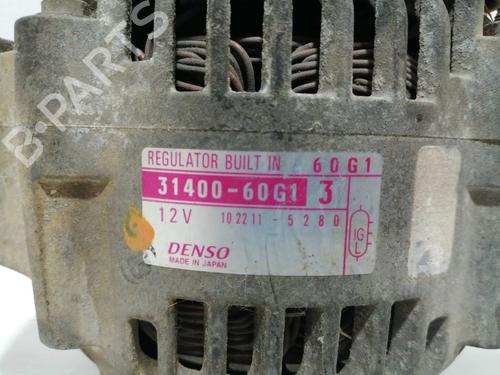 B-PARTS
REGULATOR BUILT IN 60G1
31400-60G1 3
12V 102211-5280
IG
L
DENSO
MADE IN JAPAN